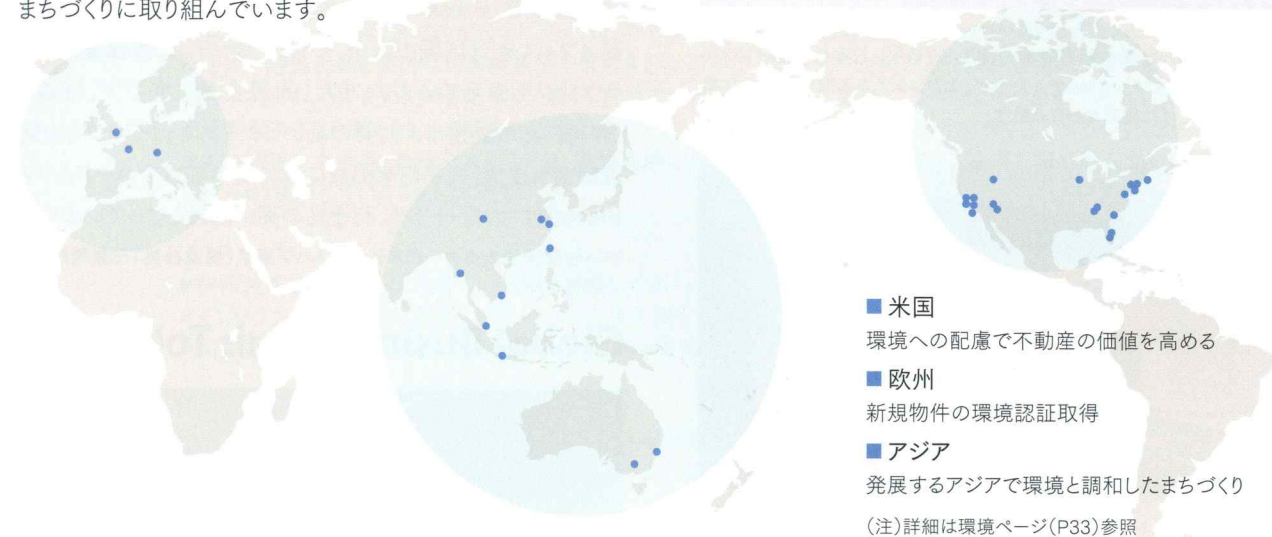 まちづくりに取り組んでいます。
■ 米国
環境への配慮で不動産の価値を高める
■ 欧州
新規物件の環境認証取得
■ アジア
発展するアジアで環境と調和したまちづくり
（注）詳細は環境ページ（P33）参照